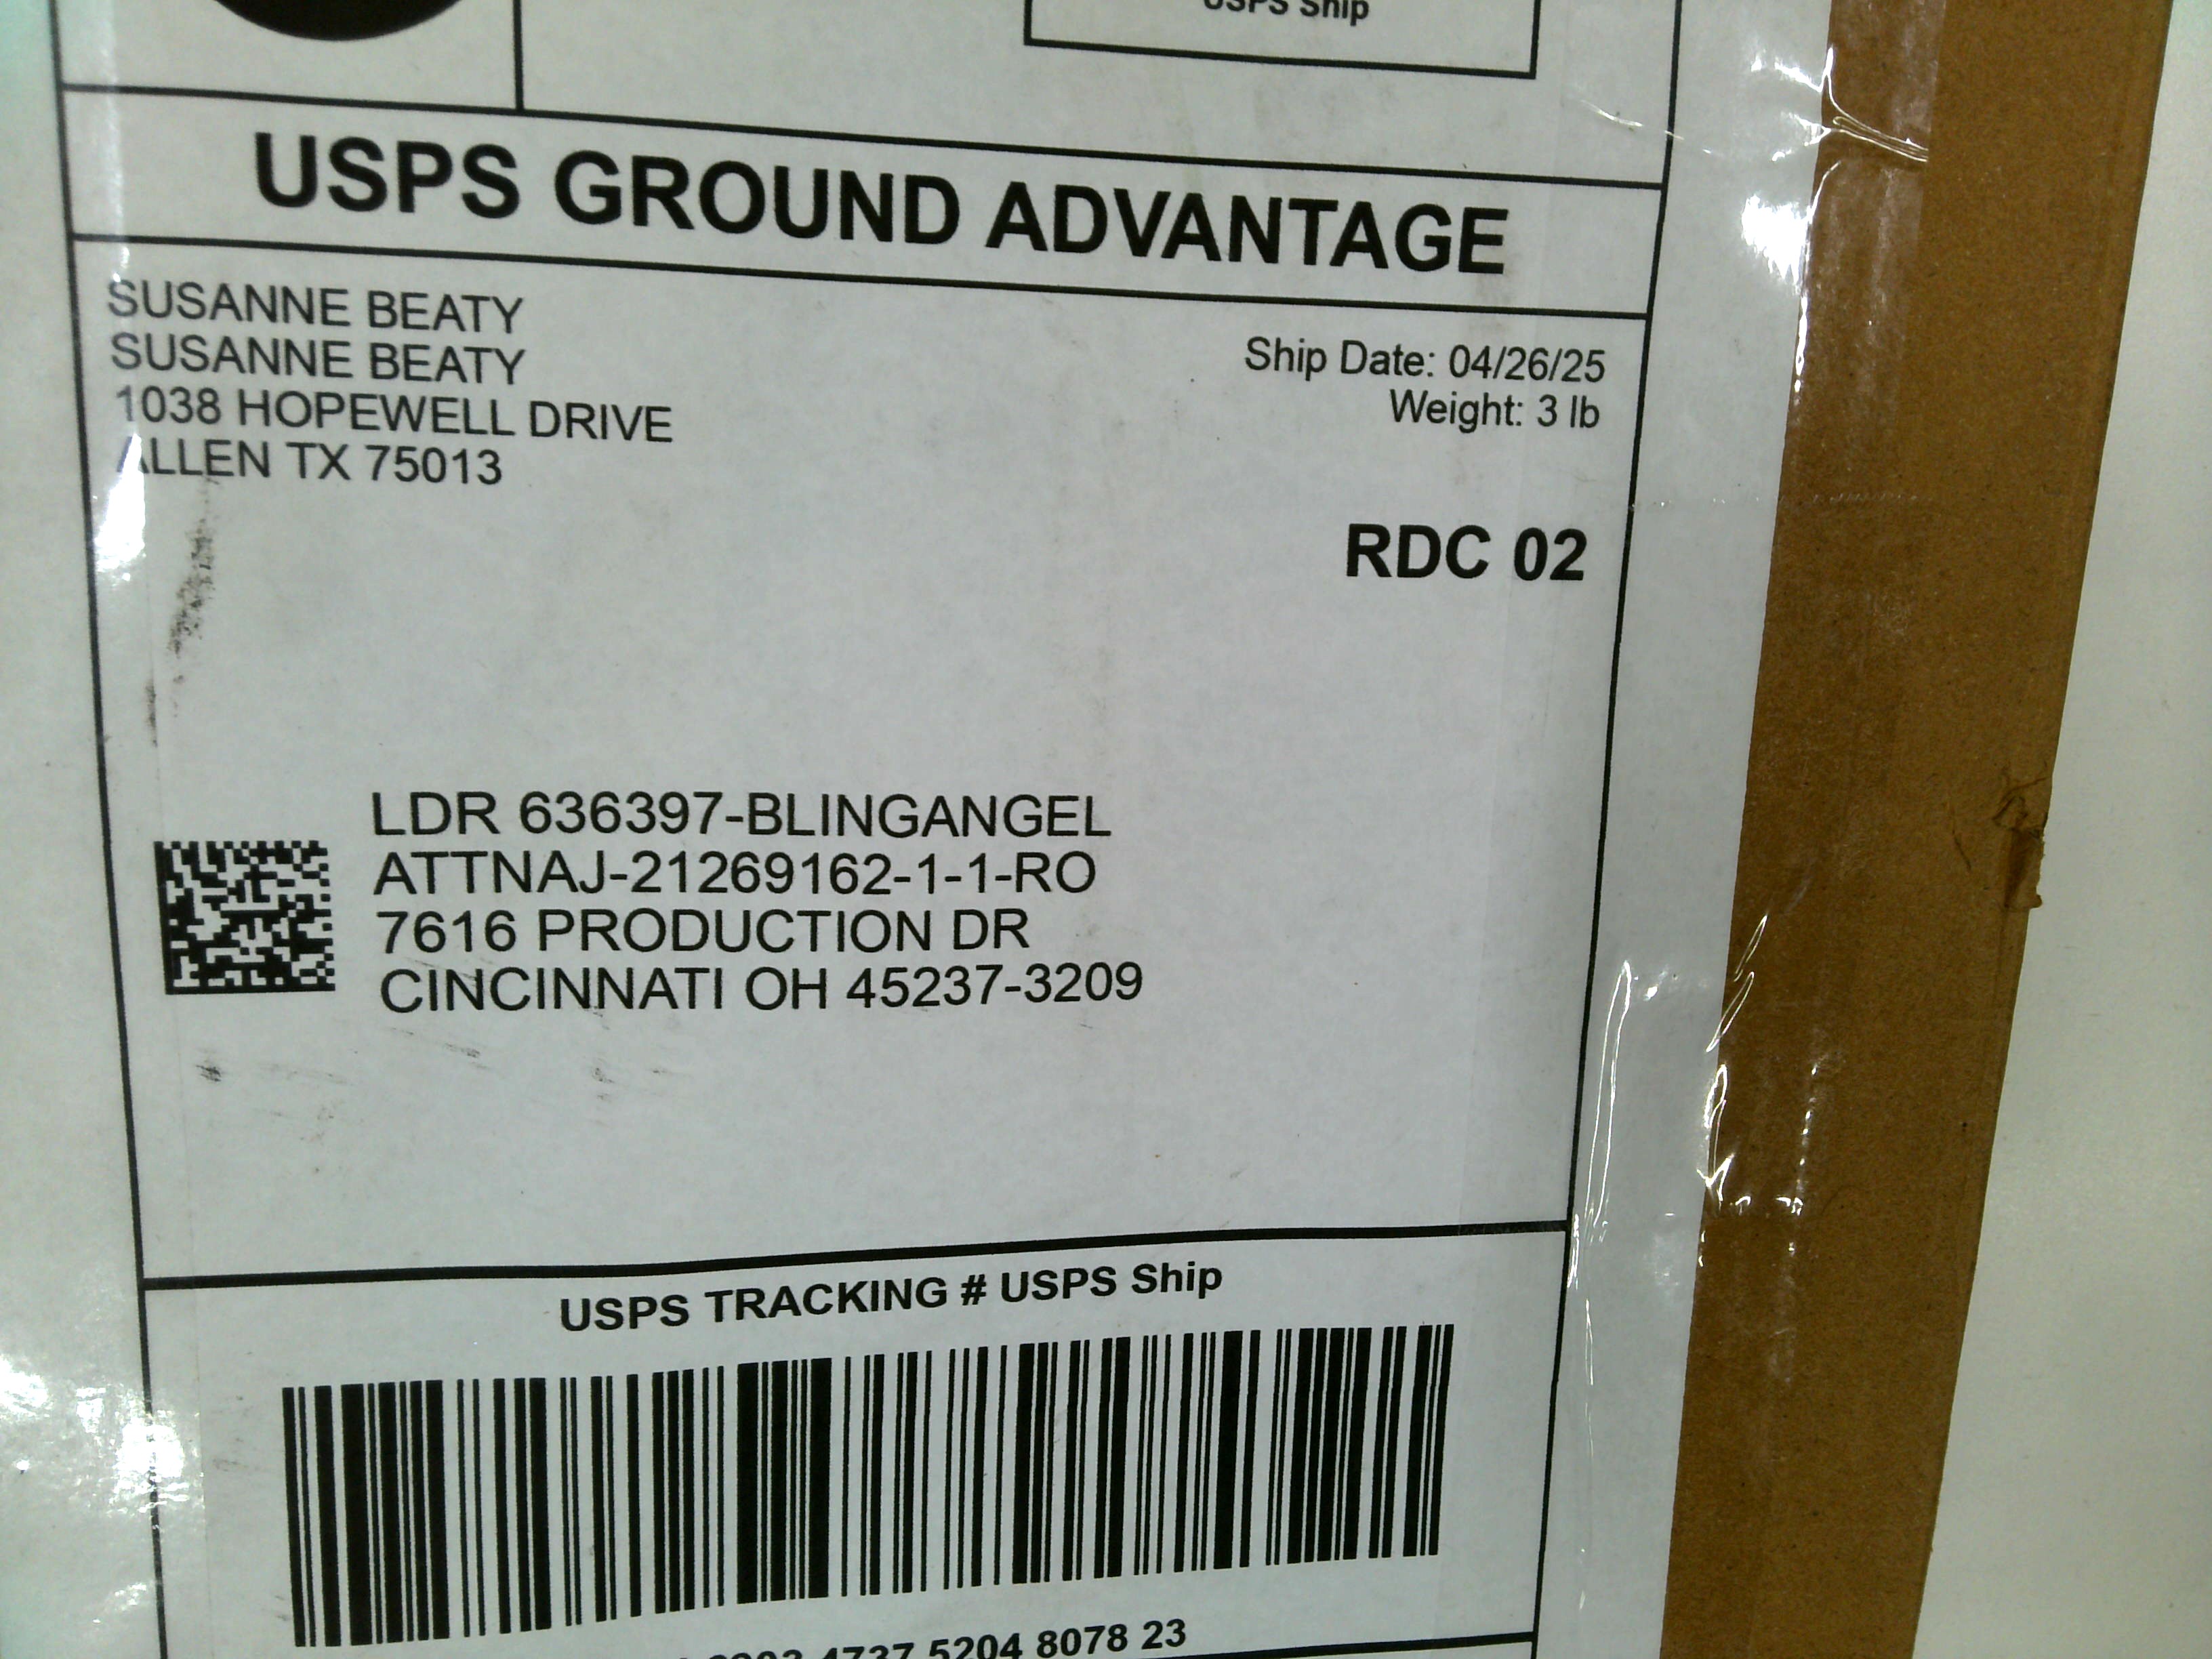 USPS Ship
USPS GROUND ADVANTAGE
SUSANNE BEATY
SUSANNE BEATY
1038 HOPEWELL DRIVE
ALLEN TX 75013
Ship Date: 04/26/25
Weight: 3 lb
RDC 02
LDR 636397-BLINGANGEL
ATTNAJ-21269162-1-1-RO
7616 PRODUCTION DR
CINCINNATI OH 45237-3209
USPS TRACKING # USPS Ship
4737 5204 8078 23